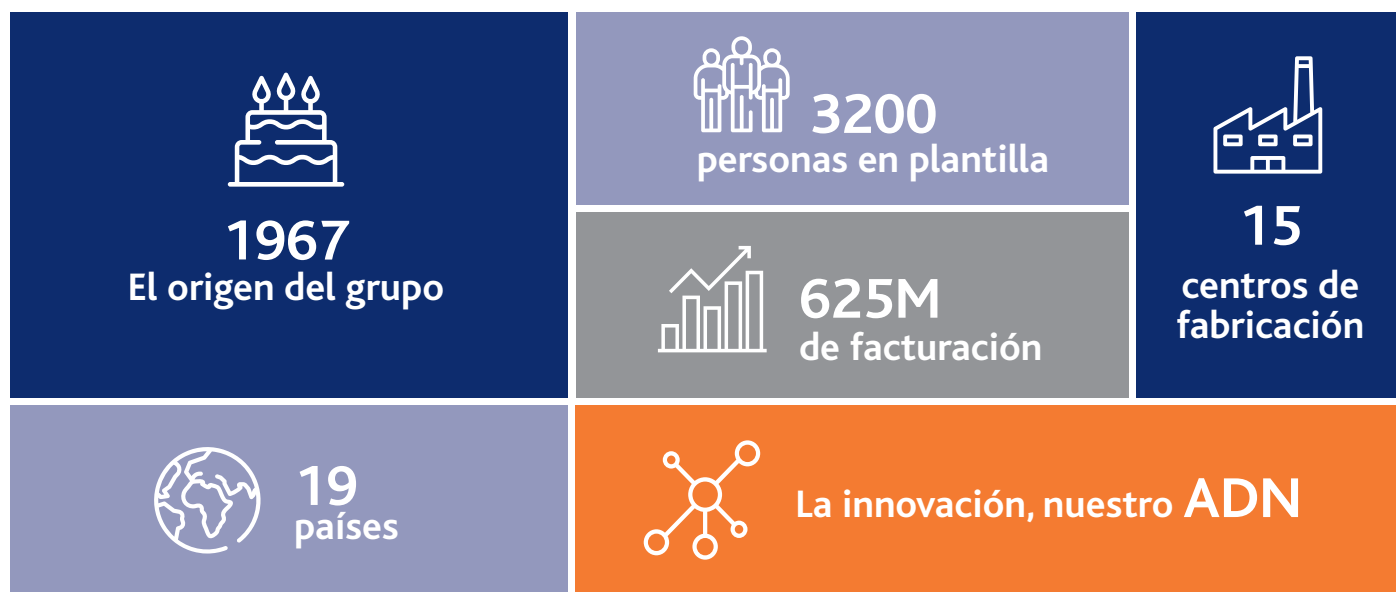 1967
El origen del grupo
3200
personas en plantilla
625M
de facturación
15
centros de
fabricación
19
países
La innovación, nuestro ADN